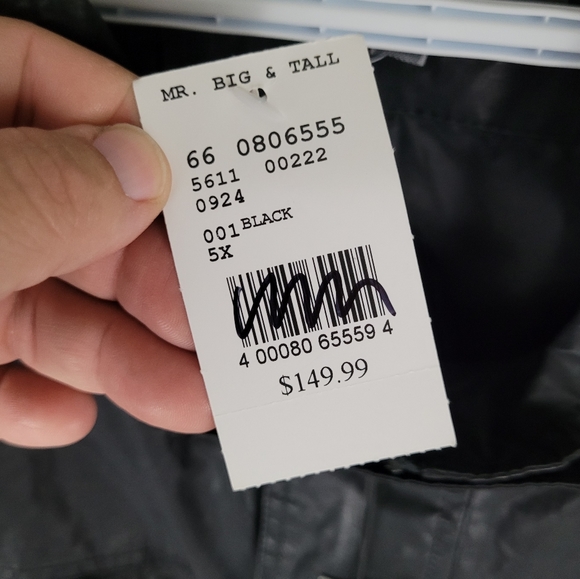 MR. BIG & TALL
66 0806555
5611 00222
0924
001 BLACK
5X
4 00080 65559 4
$149.99